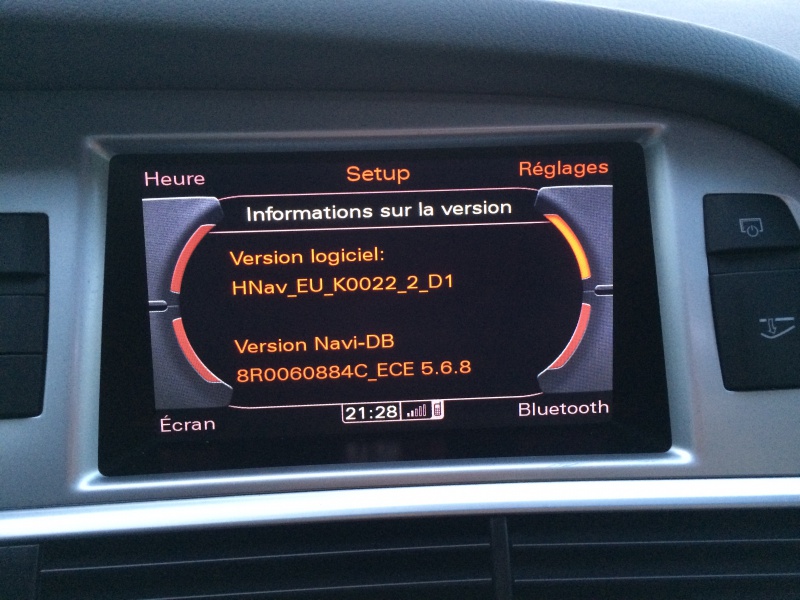 Heure
Setup
Réglages
Informations sur la version
Version logiciel:
HNav_EU_K0022_2_D1
Version Navi-DB
8R0060884C_ECE 5.6.8
Écran
21:28
Bluetooth